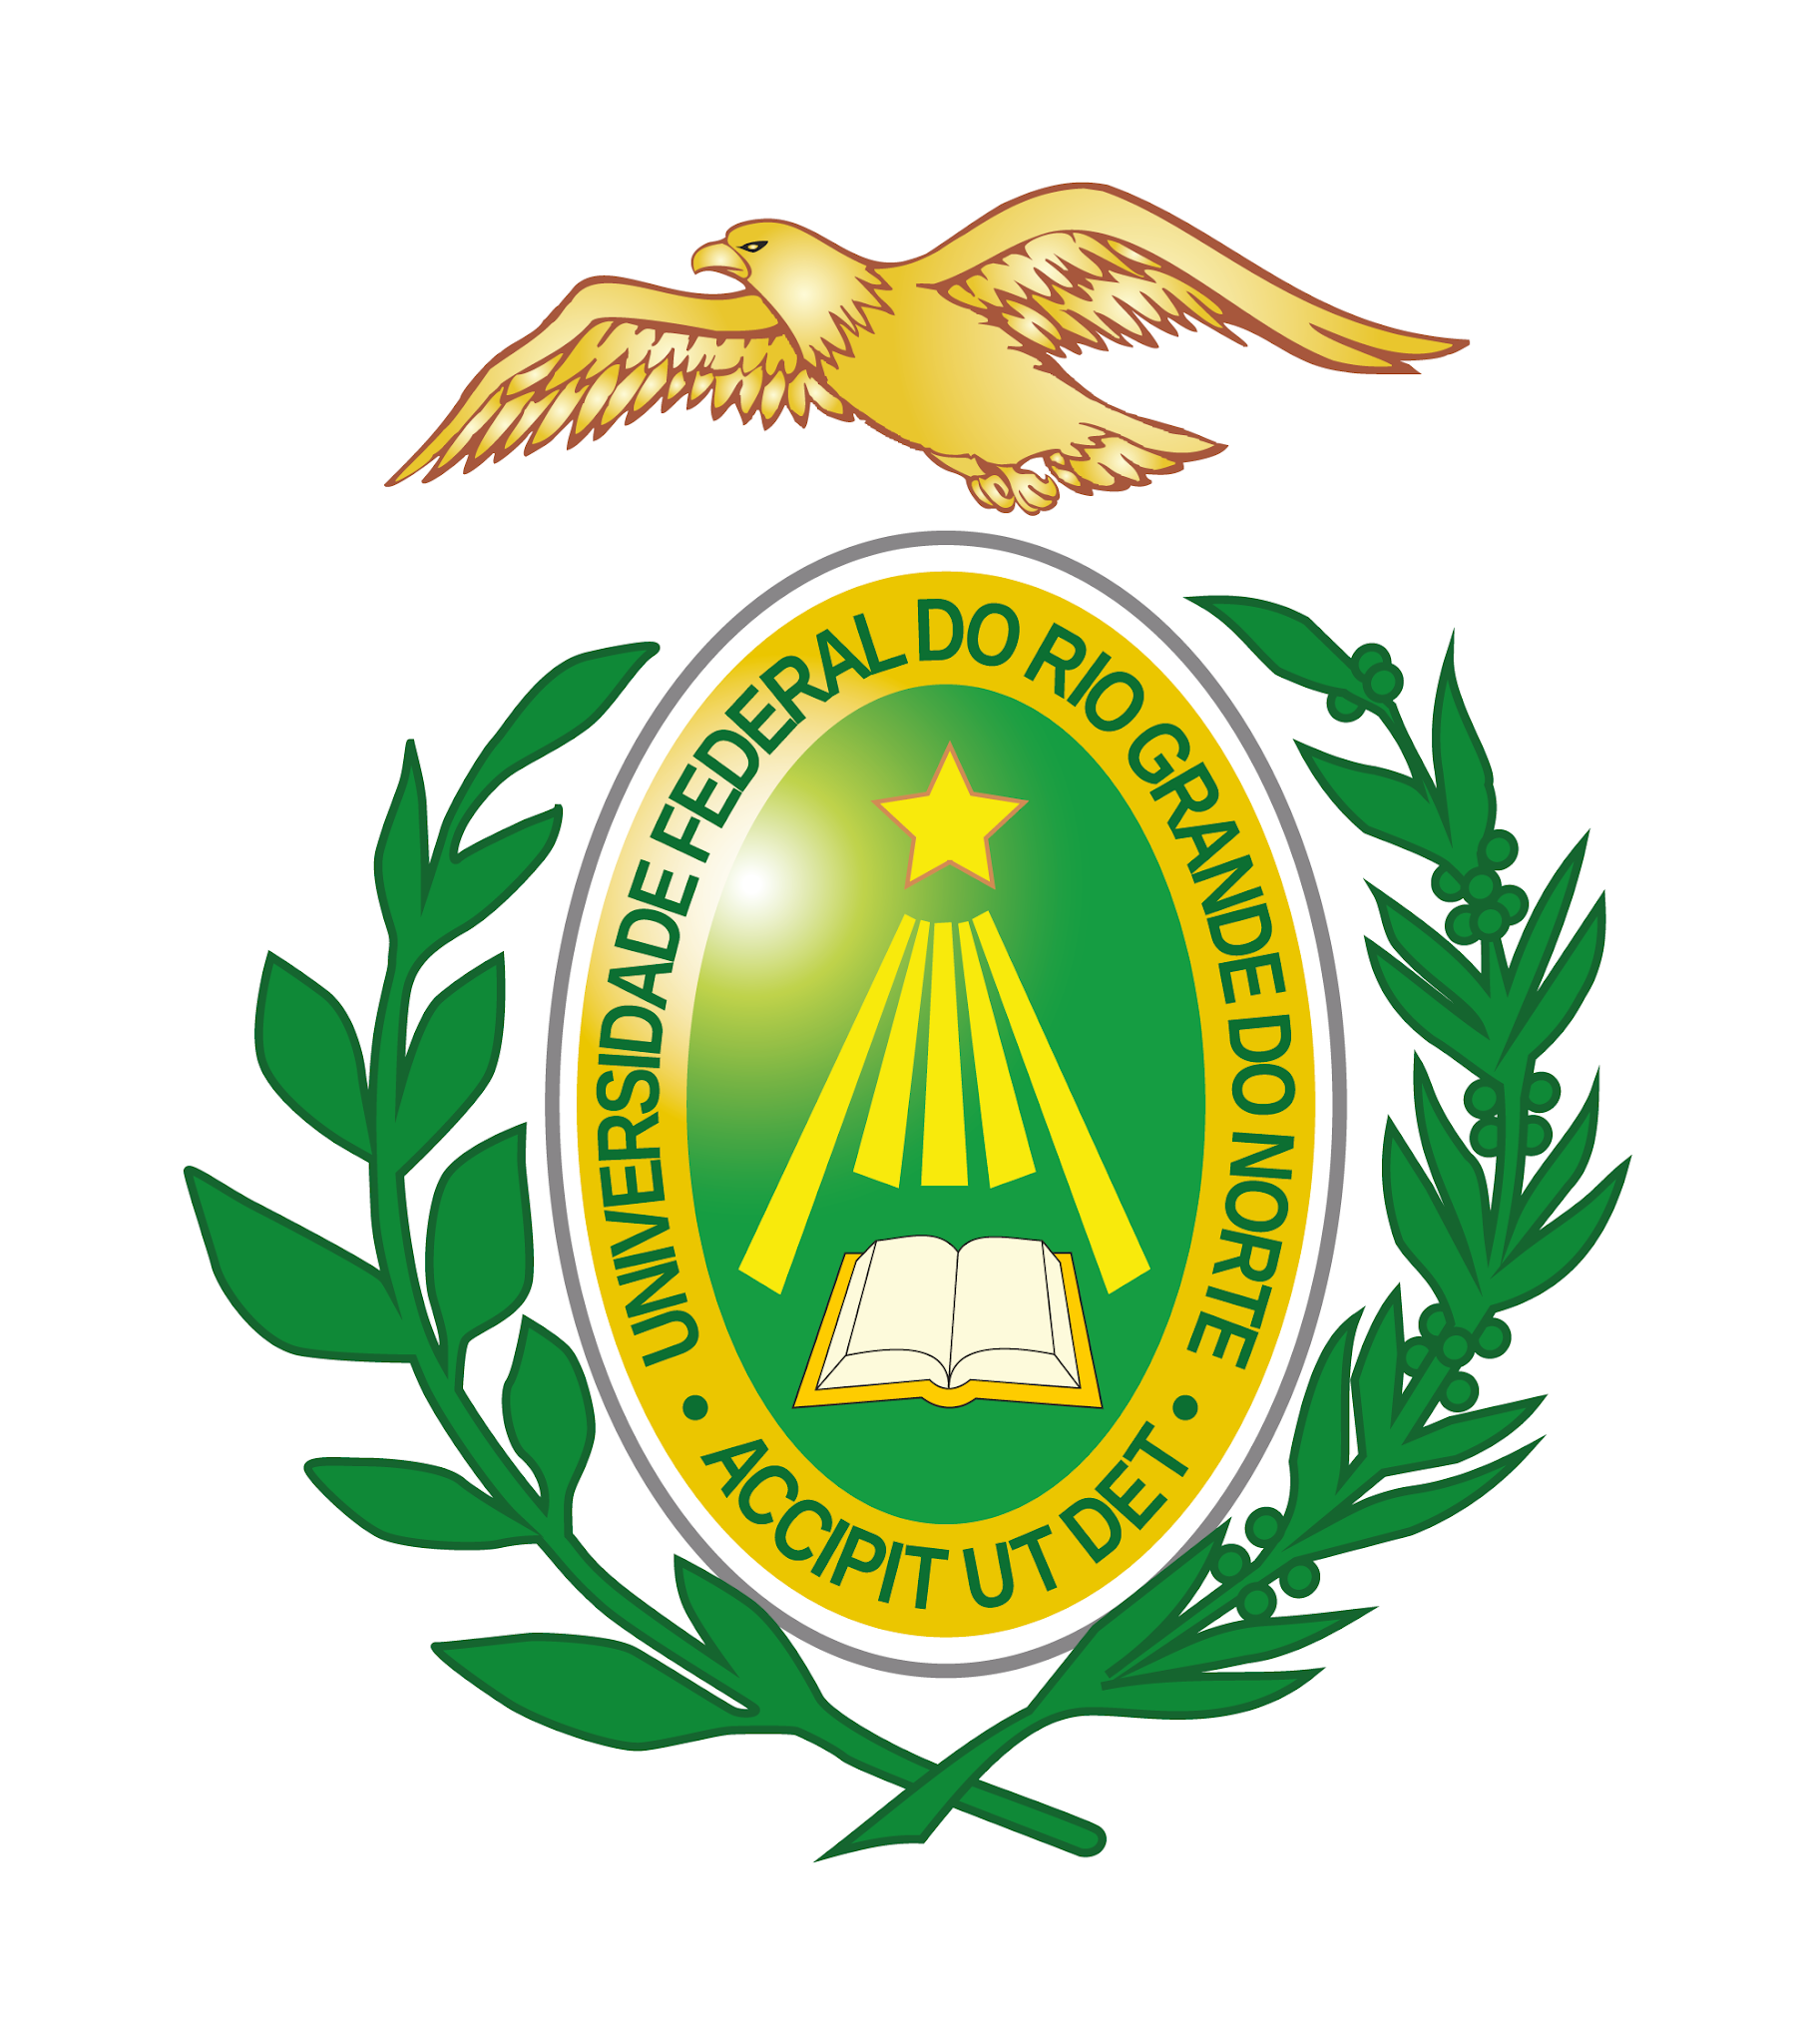 UNIVERSIDADE FEDERAL DO RIO GRANDE DO NORTE
• ACCIPIT UT DET •